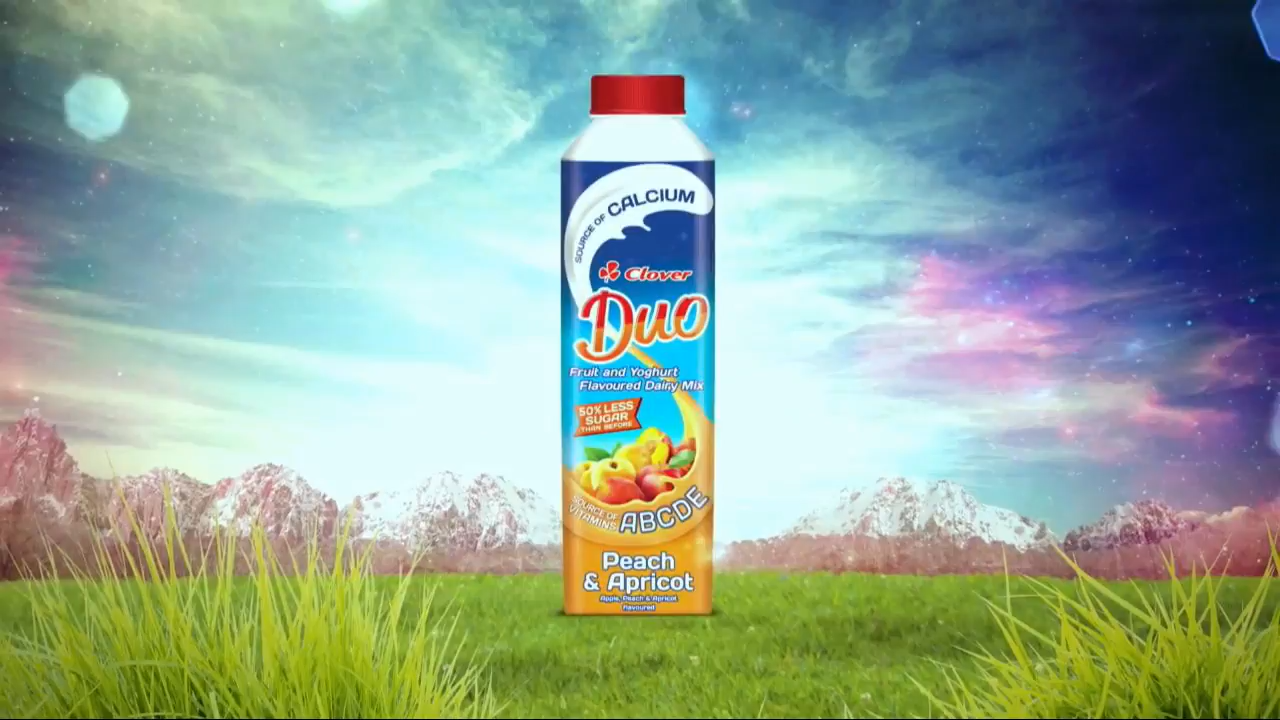 SOURCE OF CALCIUM
Clover
Duo
Fruit and Yoghurt
Flavoured Dairy Mix
50% LESS
SUGAR
THAN BEFORE
SOURCE OF
VITAMINS ABCDE
Peach
& Apricot
Apple, Peach & Apricot
flavoured